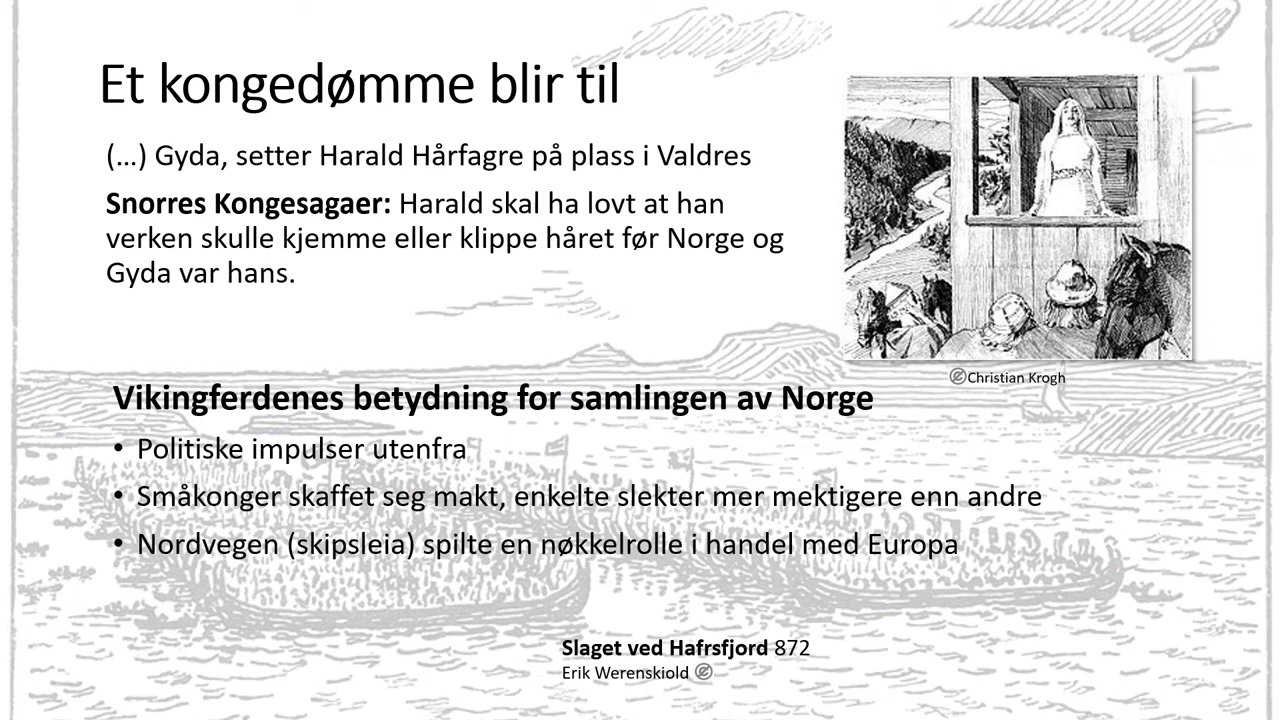 Et kongedømme blir til
(…) Gyda, setter Harald Hårfagre på plass i Valdres
Snorres Kongesagaer: Harald skal ha lovt at han
verken skulle kjemme eller klippe håret før Norge og
Gyda var hans.
Christian Krogh
Vikingferdenes betydning for samlingen av Norge
• Politiske impulser utenfra
• Småkonger skaffet seg makt, enkelte slekter mer mektigere enn andre
• Nordvegen (skipsleia) spilte en nøkkelrolle i handel med Europa
Slaget ved Hafrsfjord 872
Erik Werenskiold